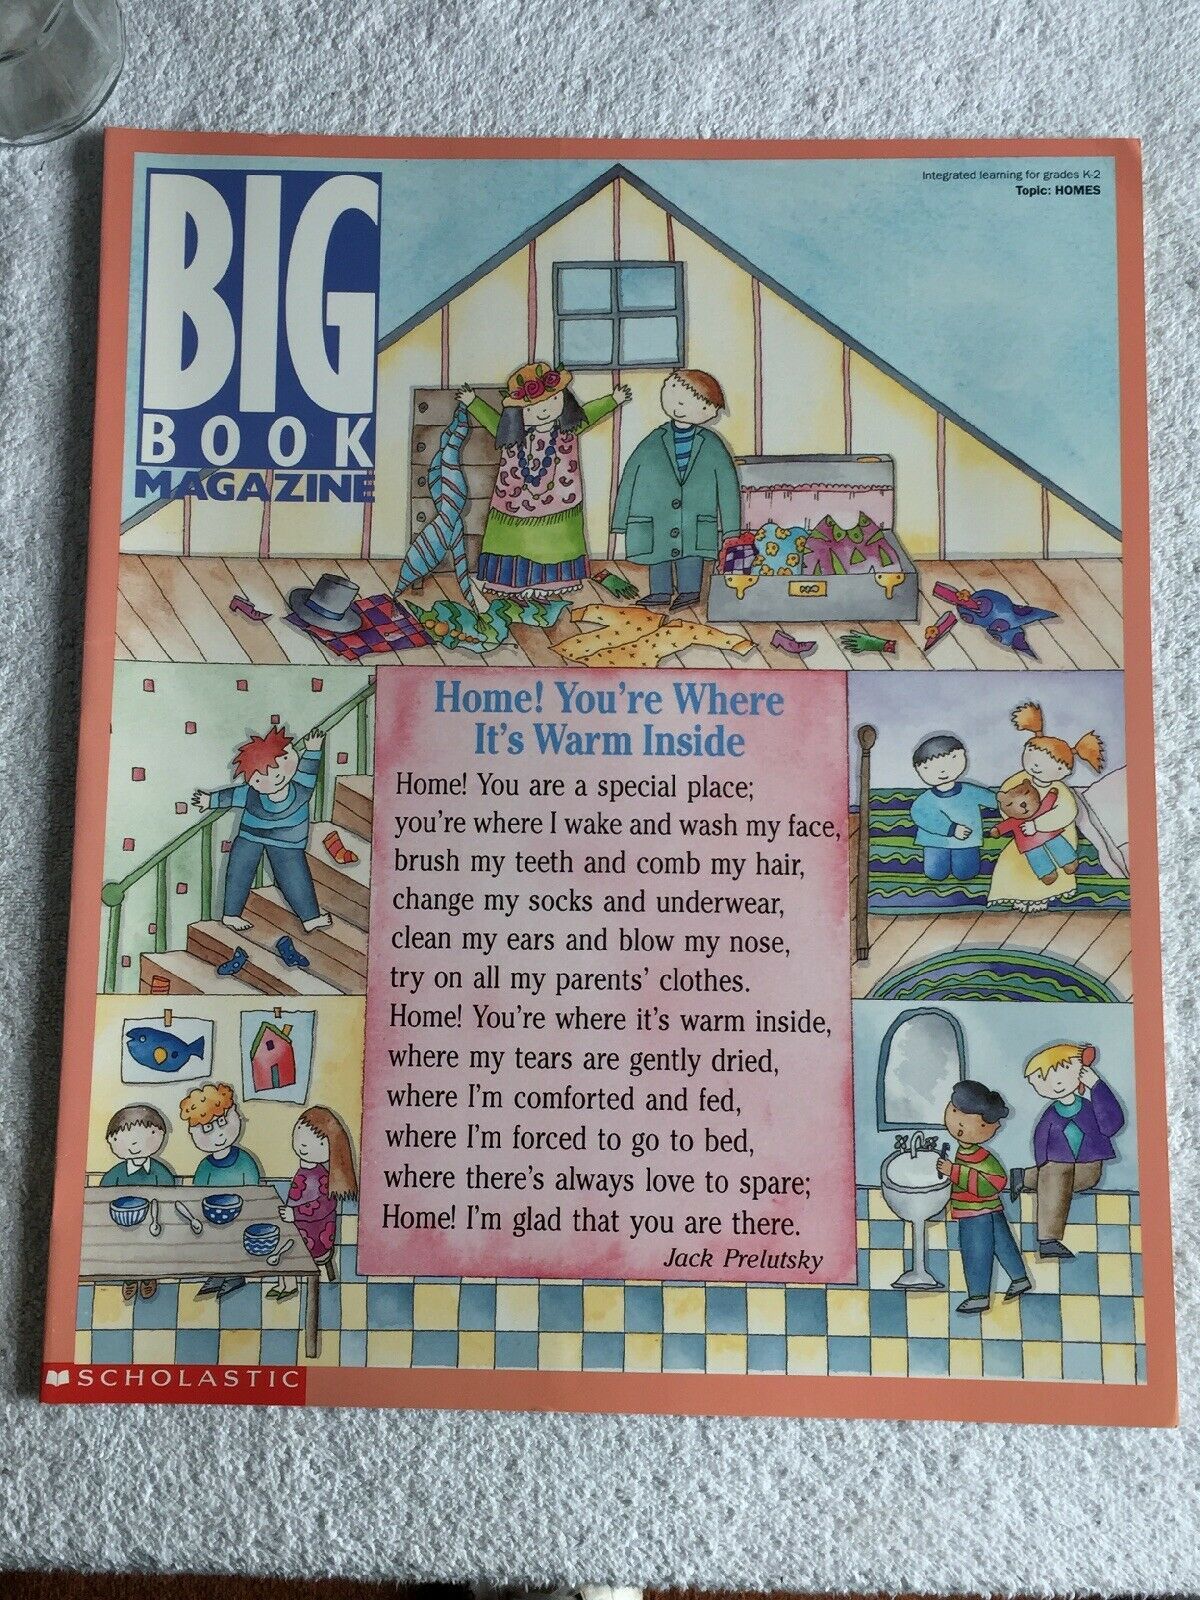 BIG
BOOK
MAGAZINE
Integrated learning for grades K-2
Topic: HOMES
Home! You're Where
It's Warm Inside
Home! You are a special place;
you're where I wake and wash my face,
brush my teeth and comb my hair,
change my socks and underwear,
clean my ears and blow my nose,
try on all my parents' clothes.
Home! You're where it's warm inside,
where my tears are gently dried,
where I'm comforted and fed,
where I'm forced to go to bed,
where there's always love to spare;
Home! I'm glad that you are there.
Jack Prelutsky
SCHOLASTIC